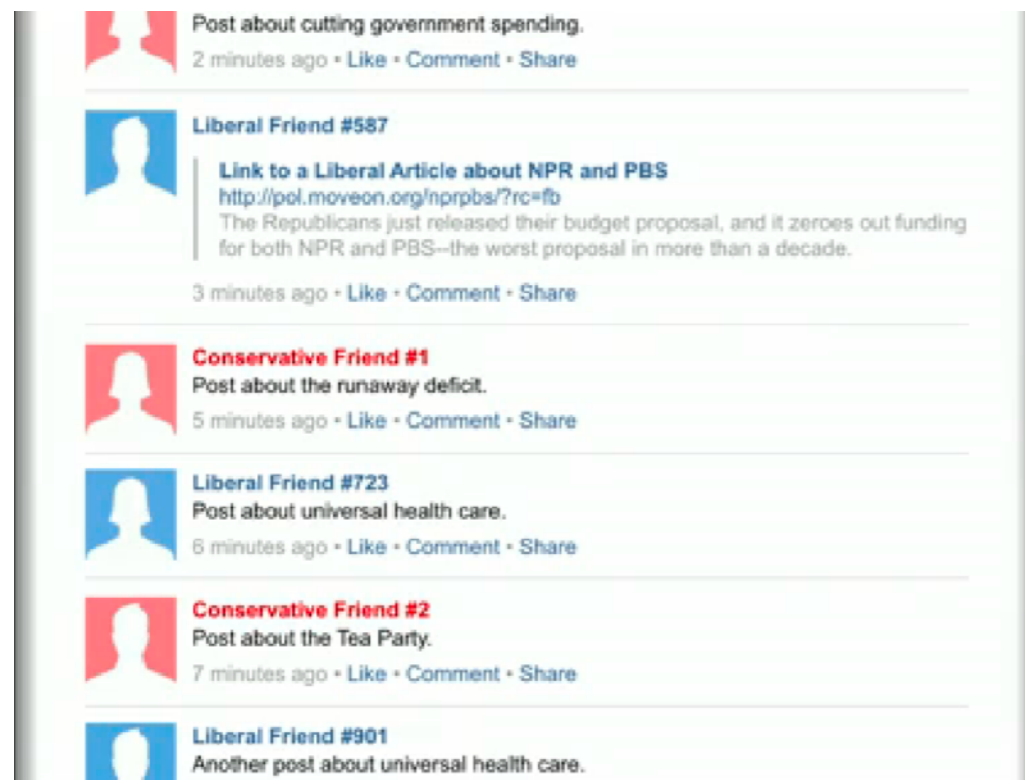 Post about cutting government spending.
2 minutes ago • Like • Comment • Share
Liberal Friend #587
Link to a Liberal Article about NPR and PBS
http://pol.moveon.org/nprpbs/?rc=fb
The Republicans just released their budget proposal, and it zeroes out funding
for both NPR and PBS--the worst proposal in more than a decade.
3 minutes ago • Like • Comment • Share
Conservative Friend #1
Post about the runaway deficit.
5 minutes ago • Like • Comment • Share
Liberal Friend #723
Post about universal health care.
6 minutes ago • Like • Comment • Share
Conservative Friend #2
Post about the Tea Party.
7 minutes ago • Like • Comment • Share
Liberal Friend #901
Another post about universal health care.